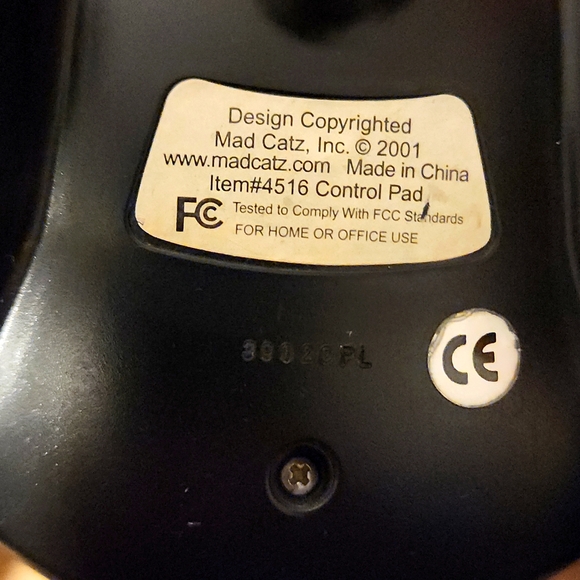 Design Copyrighted
Mad Catz, Inc. © 2001
www.madcatz.com Made in China
Item#4516 Control Pad
FC Tested to Comply With FCC Standards
FOR HOME OR OFFICE USE
CE